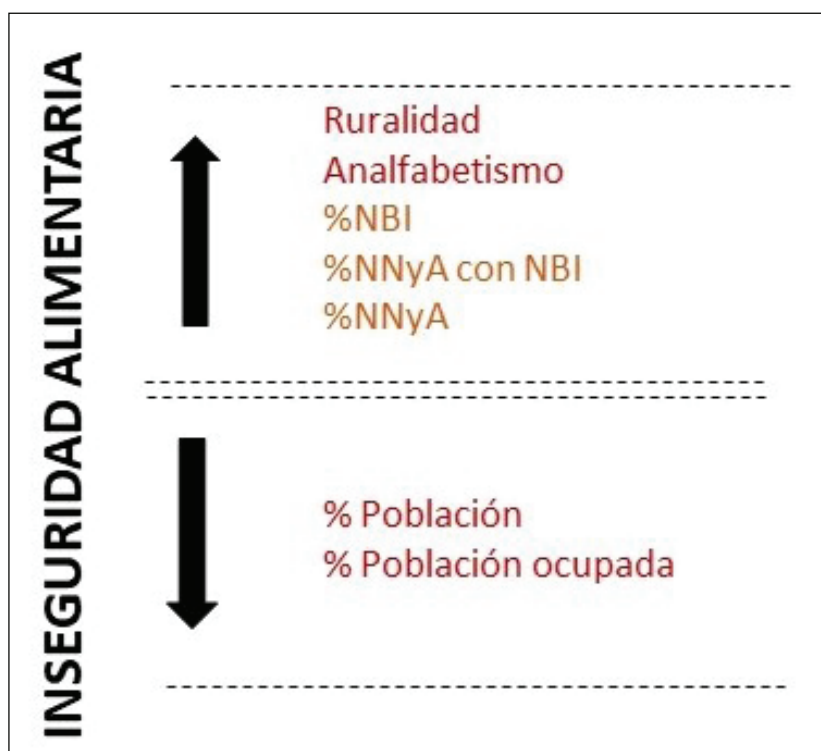 INSEGURIDAD ALIMENTARIA
Ruralidad
Analfabetismo
%NBI
%NNyA con NBI
%NNyA
% Población
% Población ocupada